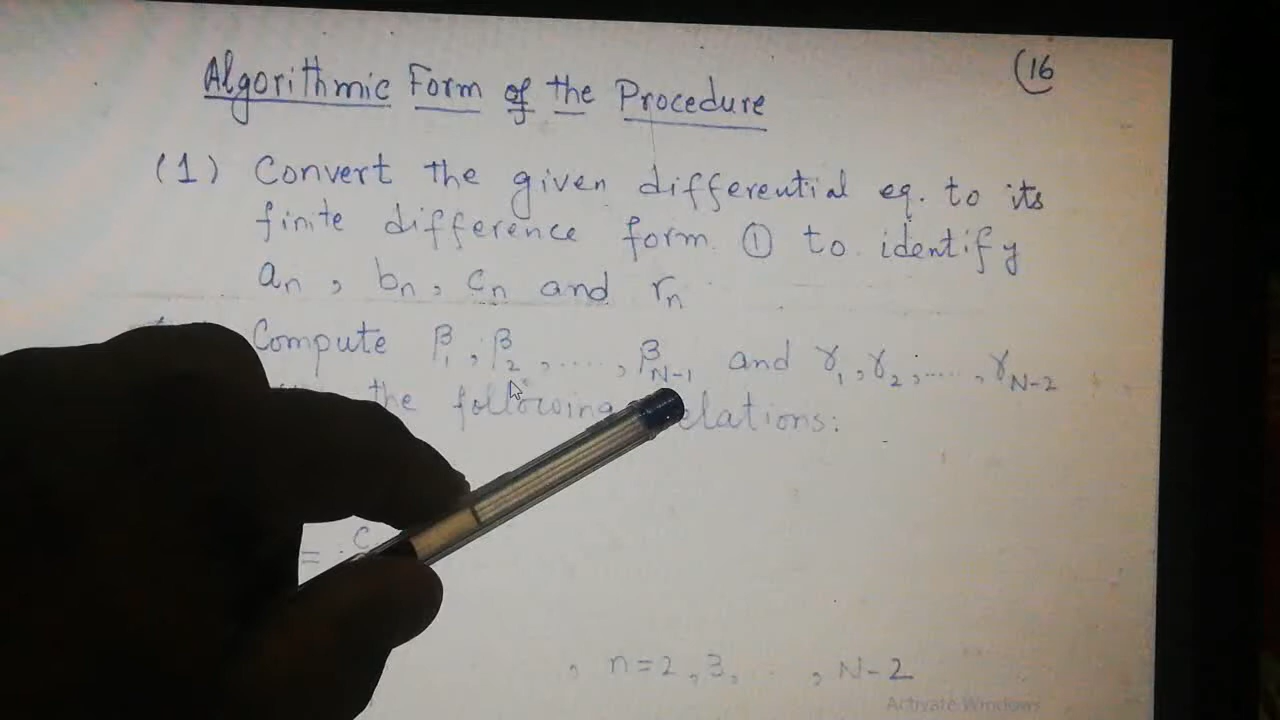 (16
Algorithmic Form of the Procedure
(1) Convert the given differential eq. to its
finite difference form ① to identify
an, bn, cn and rn
Compute β1, β2, ....., βN-1 and γ1, γ2, ....., γN-2
the following elations:
= c
, n=2, 3, . . , N-2
Activate Windows